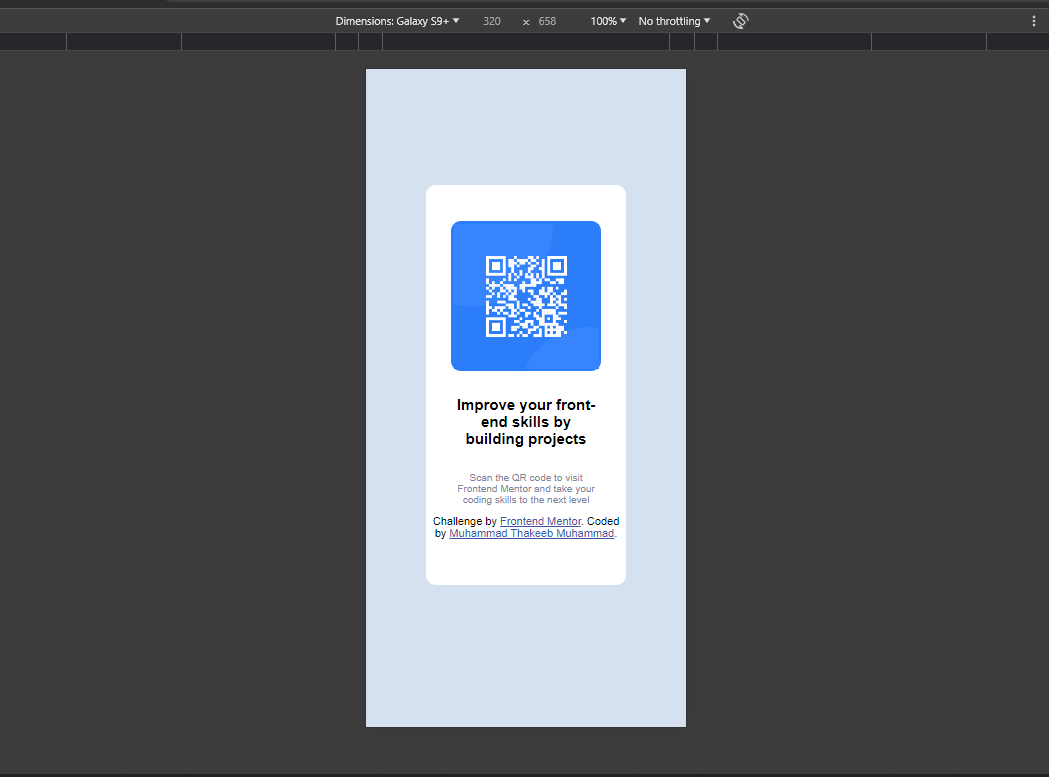 Dimensions: Galaxy S9+ 320 x 658 100% No throttling
Improve your front-
end skills by
building projects
Scan the QR code to visit
Frontend Mentor and take your
coding skills to the next level
Challenge by Frontend Mentor. Coded
by Muhammad Thakeeb Muhammad.